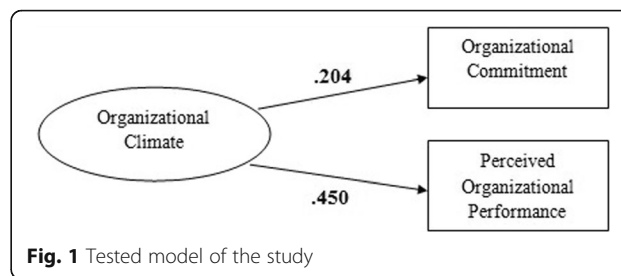 Organizational
Climate
.204
Organizational
Commitment
.450
Perceived
Organizational
Performance
Fig. 1 Tested model of the study